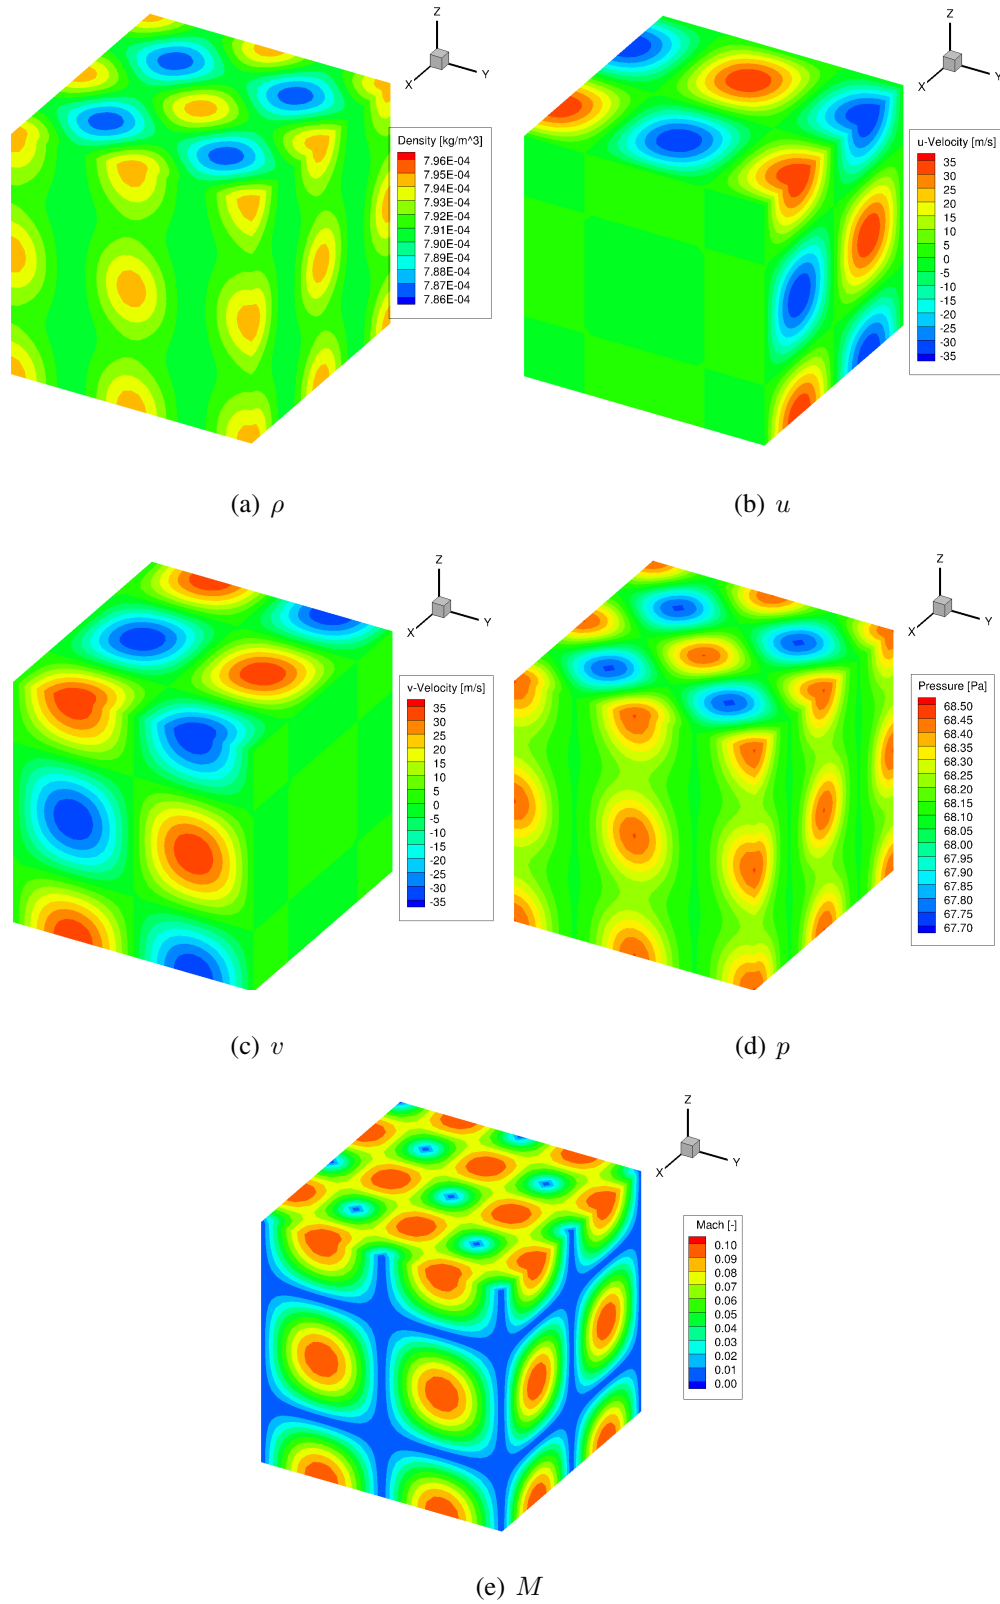 Z
X
Y
Density [kg/m^3]
7.96E-04
7.95E-04
7.94E-04
7.93E-04
7.92E-04
7.91E-04
7.90E-04
7.89E-04
7.88E-04
7.87E-04
7.86E-04
(a) ρ
Z
X
Y
u-Velocity [m/s]
35
30
25
20
15
10
5
0
-5
-10
-15
-20
-25
-30
-35
(b) u
Z
X
Y
v-Velocity [m/s]
35
30
25
20
15
10
5
0
-5
-10
-15
-20
-25
-30
-35
(c) v
Z
X
Y
Pressure [Pa]
68.50
68.45
68.40
68.35
68.25
68.20
68.15
68.10
68.05
68.00
67.95
67.90
67.85
67.80
67.75
67.70
(d) p
Z
X
Y
Mach [-]
0.10
0.09
0.08
0.07
0.06
0.05
0.04
0.03
0.02
0.01
0.00
(e) M